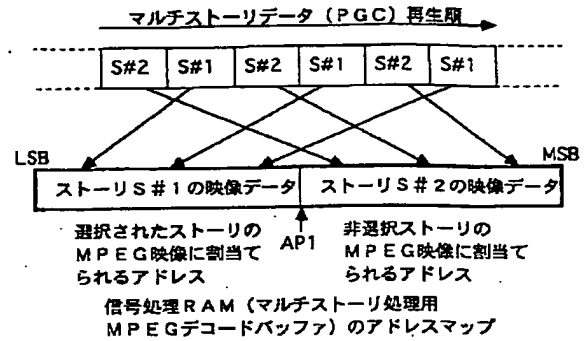 マルチストーリデータ（PGC）再生順
S#2 S#1 S#2 S#1 S#2 S#1
LSB MSB
ストーリS#1の映像データ ストーリS#2の映像データ
AP1
選択されたストーリの
MPEG映像に割当て
られるアドレス
非選択ストーリの
MPEG映像に割当て
られるアドレス
信号処理RAM（マルチストーリ処理用
MPEGデコードバッファ）のアドレスマップ